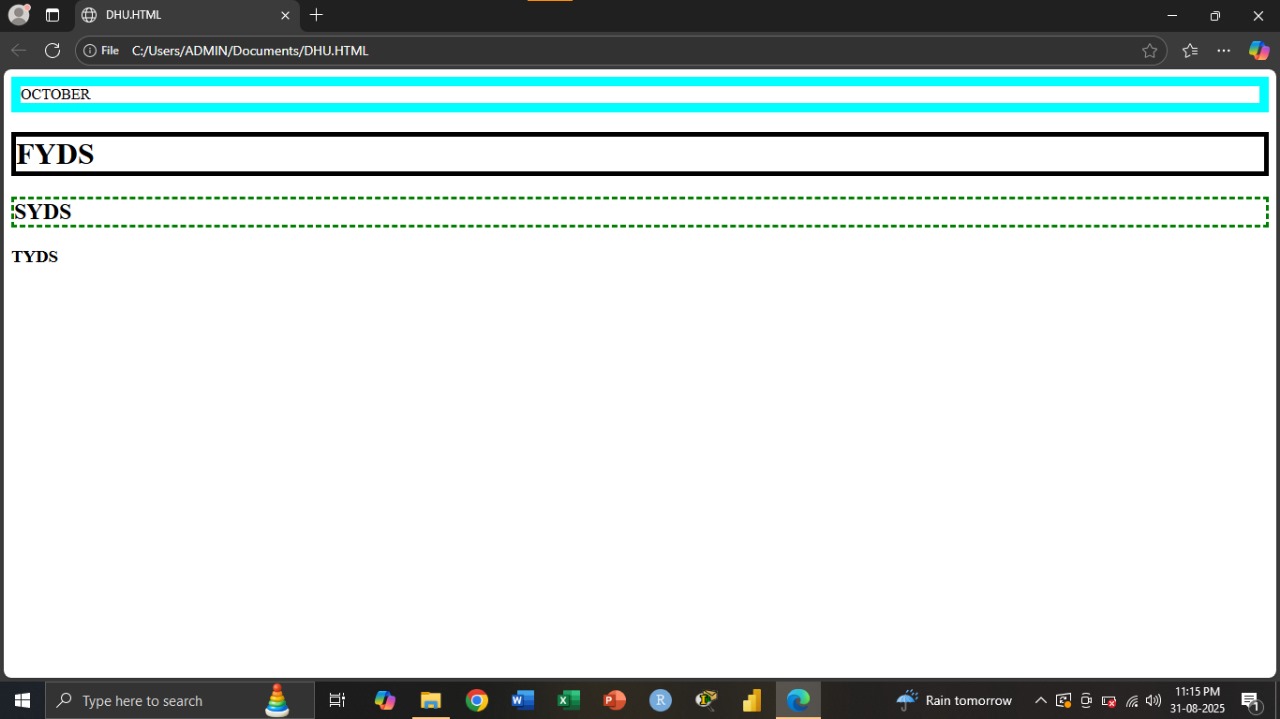 DHU.HTML
File C:/Users/ADMIN/Documents/DHU.HTML
OCTOBER
FYDS
SYDS
TYDS
Type here to search
Rain tomorrow
11:15 PM
31-08-2025
1